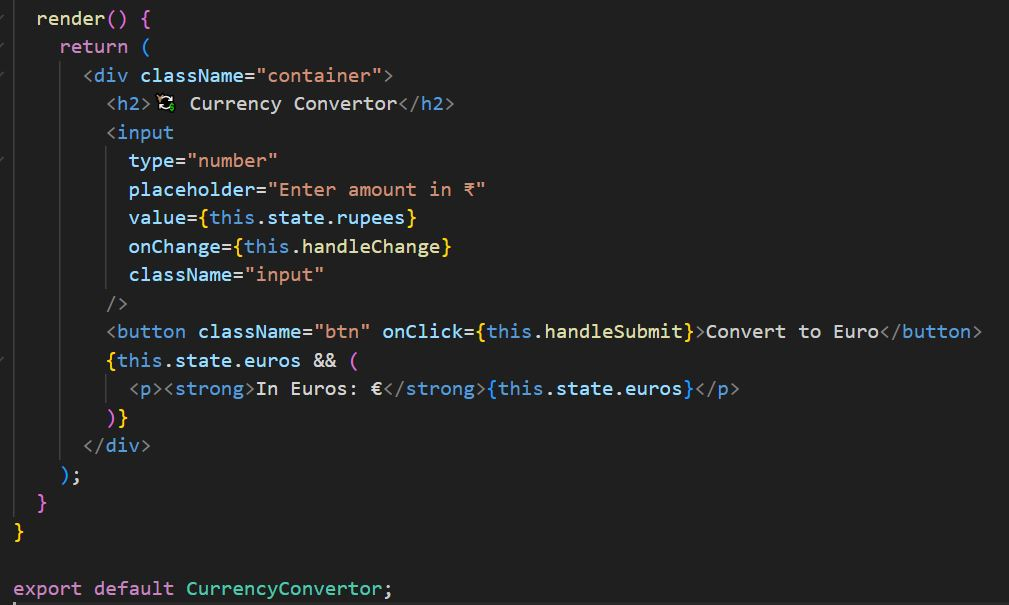 render() {
return (
<div className="container">
<h2>💱 Currency Convertor</h2>
<input
type="number"
placeholder="Enter amount in ₹"
value={this.state.rupees}
onChange={this.handleChange}
className="input"
/>
<button className="btn" onClick={this.handleSubmit}>Convert to Euro</button>
{this.state.euros && (
<p><strong>In Euros: €</strong>{this.state.euros}</p>
)}
</div>
);
}
}
export default CurrencyConvertor;